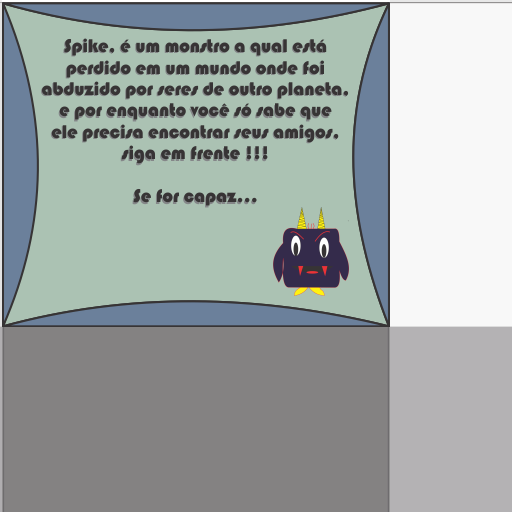 Spike, é um monstro a qual está
perdido em um mundo onde foi
abduzido por seres de outro planeta,
e por enquanto você só sabe que
ele precisa encontrar seus amigos,
siga em frente !!!
Se for capaz...